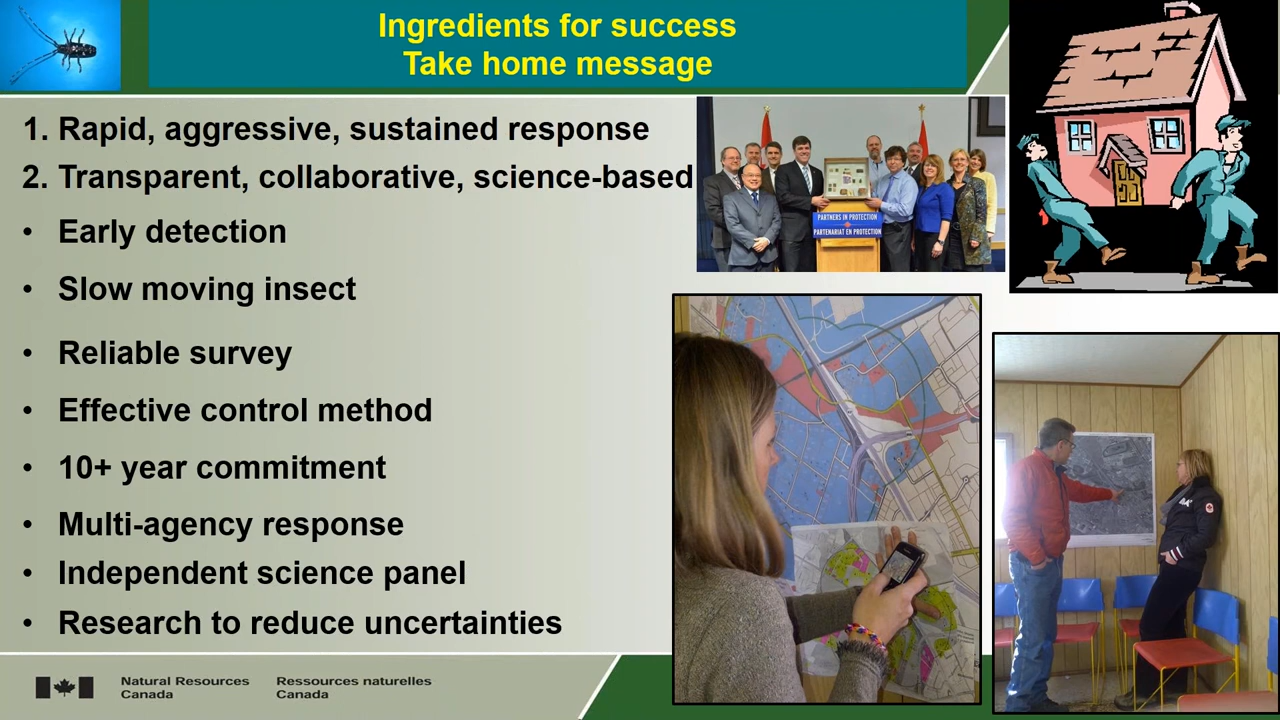 Ingredients for success
Take home message
1. Rapid, aggressive, sustained response
2. Transparent, collaborative, science-based
• Early detection
• Slow moving insect
• Reliable survey
• Effective control method
• 10+ year commitment
• Multi-agency response
• Independent science panel
• Research to reduce uncertainties
PARTNERS IN PROTECTION
PARTENARIAT EN PROTECTION
Natural Resources Canada
Ressources naturelles Canada